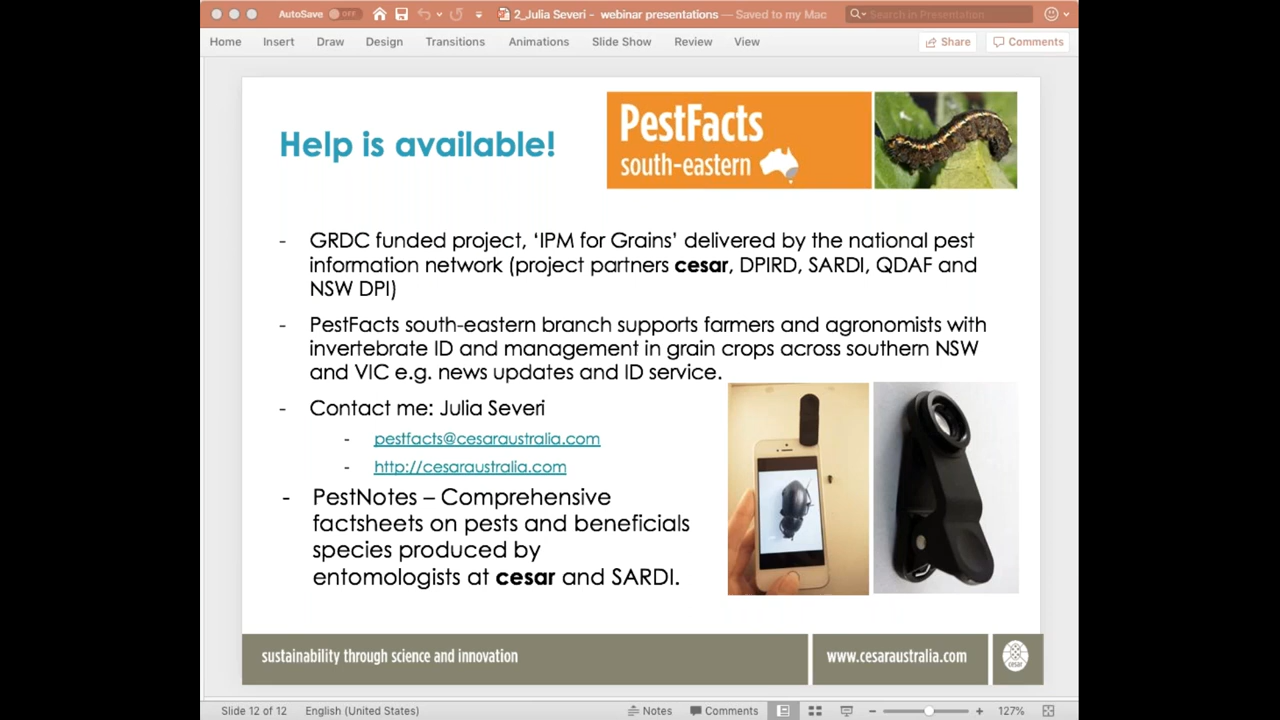 AutoSave OFF 2_Julia Severi - webinar presentations — Saved to my Mac Search in Presentation
Home Insert Draw Design Transitions Animations Slide Show Review View Share Comments
Help is available!
PestFacts
south-eastern
- GRDC funded project, ‘IPM for Grains’ delivered by the national pest
information network (project partners cesar, DPIRD, SARDI, QDAF and
NSW DPI)
- PestFacts south-eastern branch supports farmers and agronomists with
invertebrate ID and management in grain crops across southern NSW
and VIC e.g. news updates and ID service.
- Contact me: Julia Severi
- pestfacts@cesaraustralia.com
- http://cesaraustralia.com
- PestNotes – Comprehensive
factsheets on pests and beneficials
species produced by
entomologists at cesar and SARDI.
sustainability through science and innovation
www.cesaraustralia.com
cesar
Slide 12 of 12 English (United States) Notes Comments 127%